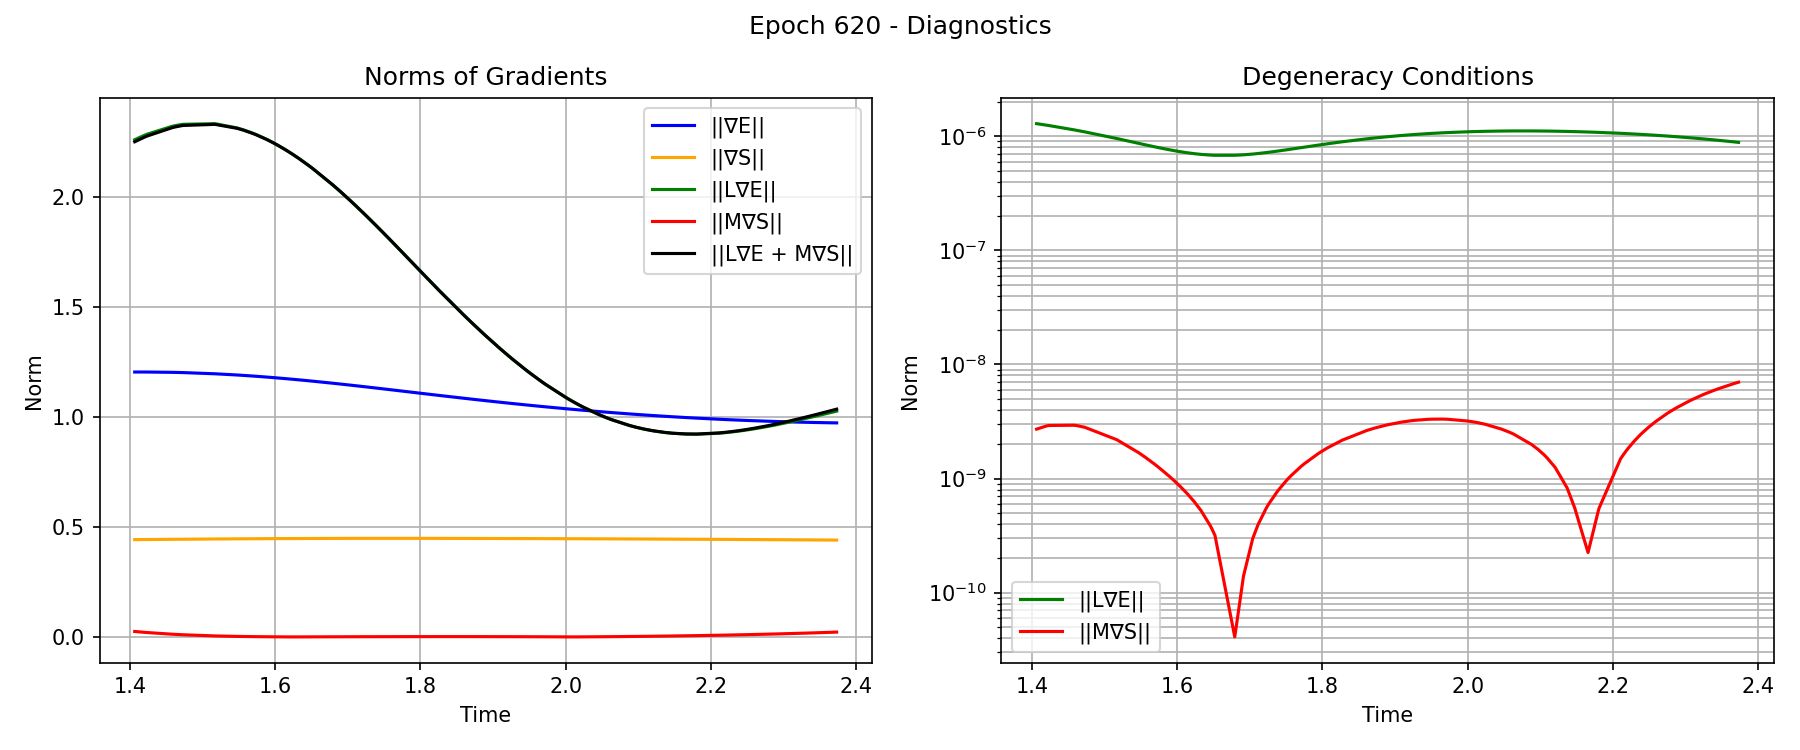 Epoch 620 - Diagnostics
Norms of Gradients
Norm
2.0
1.5
1.0
0.5
0.0
1.4 1.6 1.8 2.0 2.2 2.4
Time
||∇E||
||∇S||
||L∇E||
||M∇S||
||L∇E + M∇S||
Degeneracy Conditions
Norm
10⁻⁶
10⁻⁷
10⁻⁸
10⁻⁹
10⁻¹⁰
1.4 1.6 1.8 2.0 2.2 2.4
Time
||L∇E||
||M∇S||